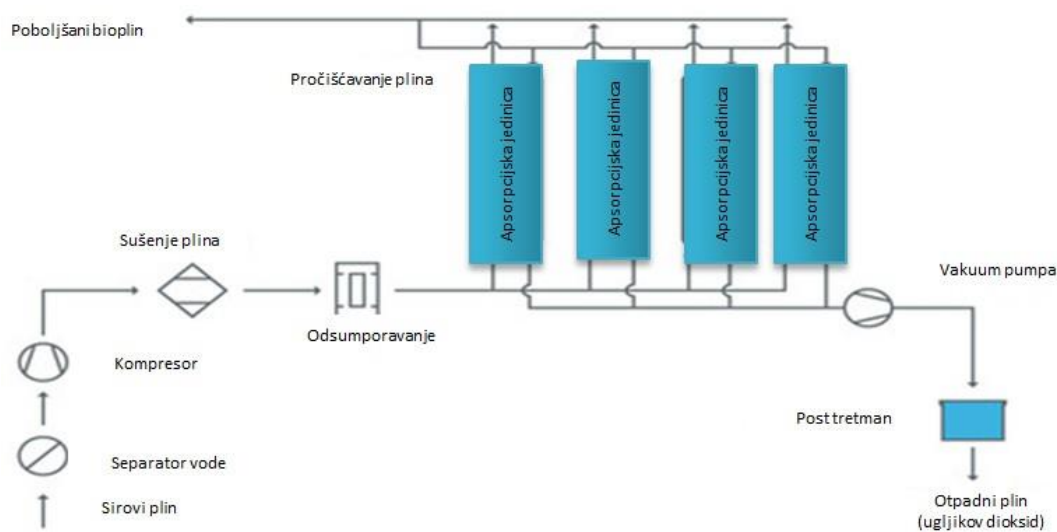 Poboljšani bioplin
Pročišćavanje plina
Apsorpcijska jedinica
Apsorpcijska jedinica
Apsorpcijska jedinica
Apsorpcijska jedinica
Sušenje plina
Vakuum pumpa
Odsumporavanje
Kompresor
Post tretman
Separator vode
Sirovi plin
Otpadni plin
(ugljikov dioksid)